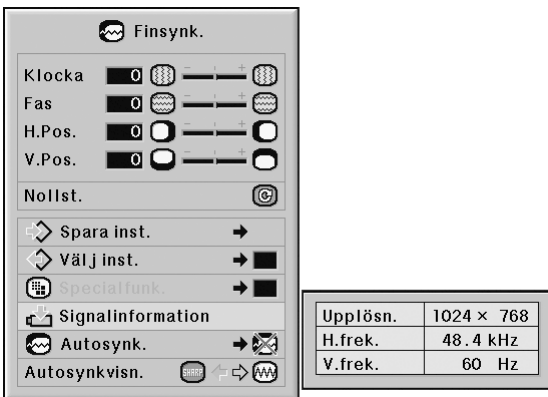 Finsynk.
Klocka 0 - +
Fas 0 - +
H.Pos. 0 - +
V.Pos. 0 - +
Nollst.
Spara inst.
Välj inst.
Specialfunk.
Signalinformation
Autosynk.
Autosynkvisn. SHARP
Upplösn. 1024 × 768
H.frek. 48.4 kHz
V.frek. 60 Hz